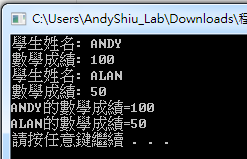 C:\Users\AndyShiu_Lab\Downloads\程
學生姓名: ANDY
數學成績: 100
學生姓名: ALAN
數學成績: 50
ANDY的數學成績=100
ALAN的數學成績=50
請按任意鍵繼續 . . .